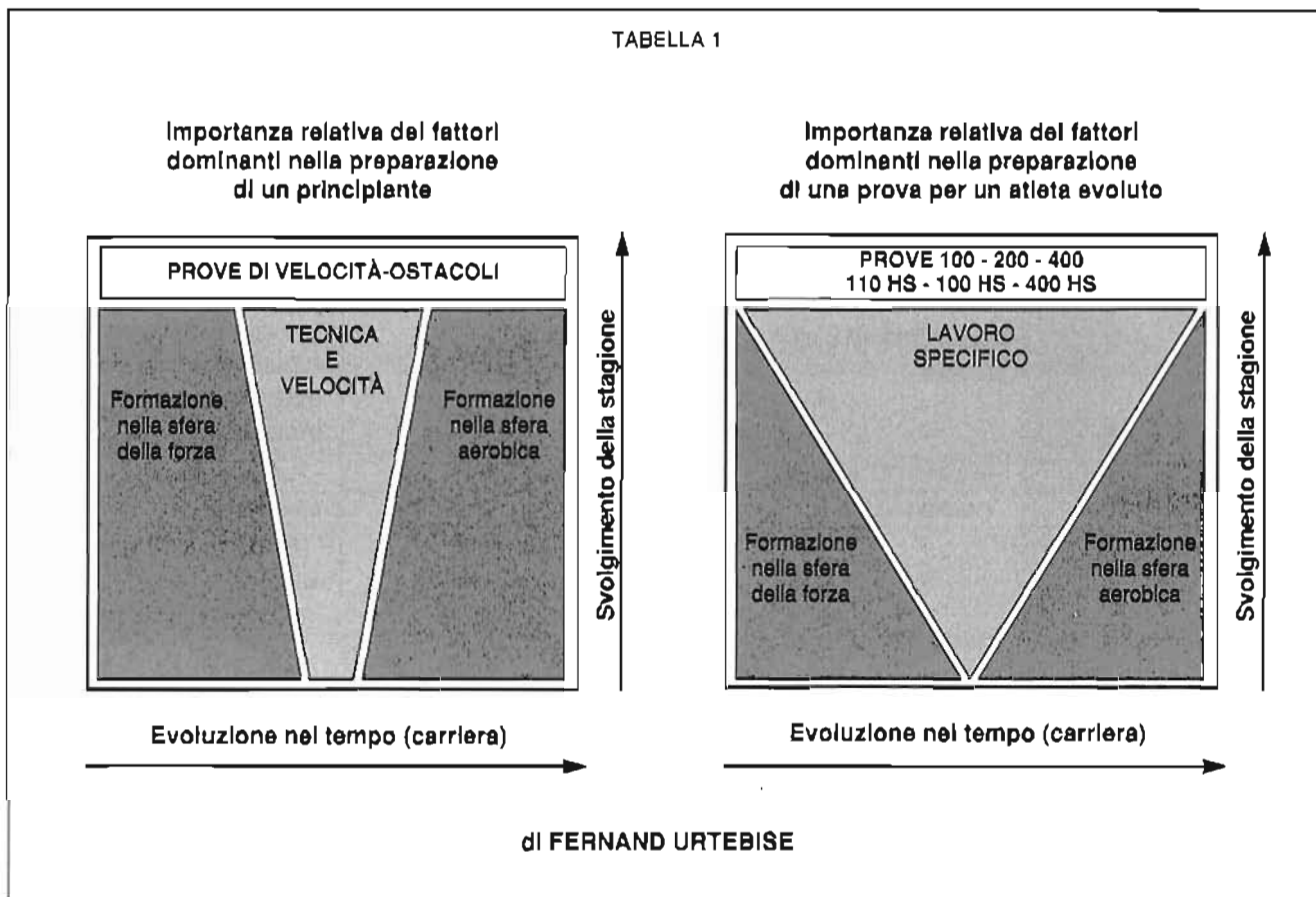 TABELLA 1
Importanza relativa dei fattori
dominanti nella preparazione
di un principiante
PROVE DI VELOCITÀ-OSTACOLI
TECNICA
E
VELOCITÀ
Formazione
nella sfera
della forza
Formazione
nella sfera
aerobica
Svolgimento della stagione
Evoluzione nel tempo (carriera)
Importanza relativa dei fattori
dominanti nella preparazione
di una prova per un atleta evoluto
PROVE 100 - 200 - 400
110 HS - 100 HS - 400 HS
LAVORO
SPECIFICO
Formazione
nella sfera
della forza
Formazione
nella sfera
aerobica
Svolgimento della stagione
Evoluzione nel tempo (carriera)
di FERNAND URTEBISE